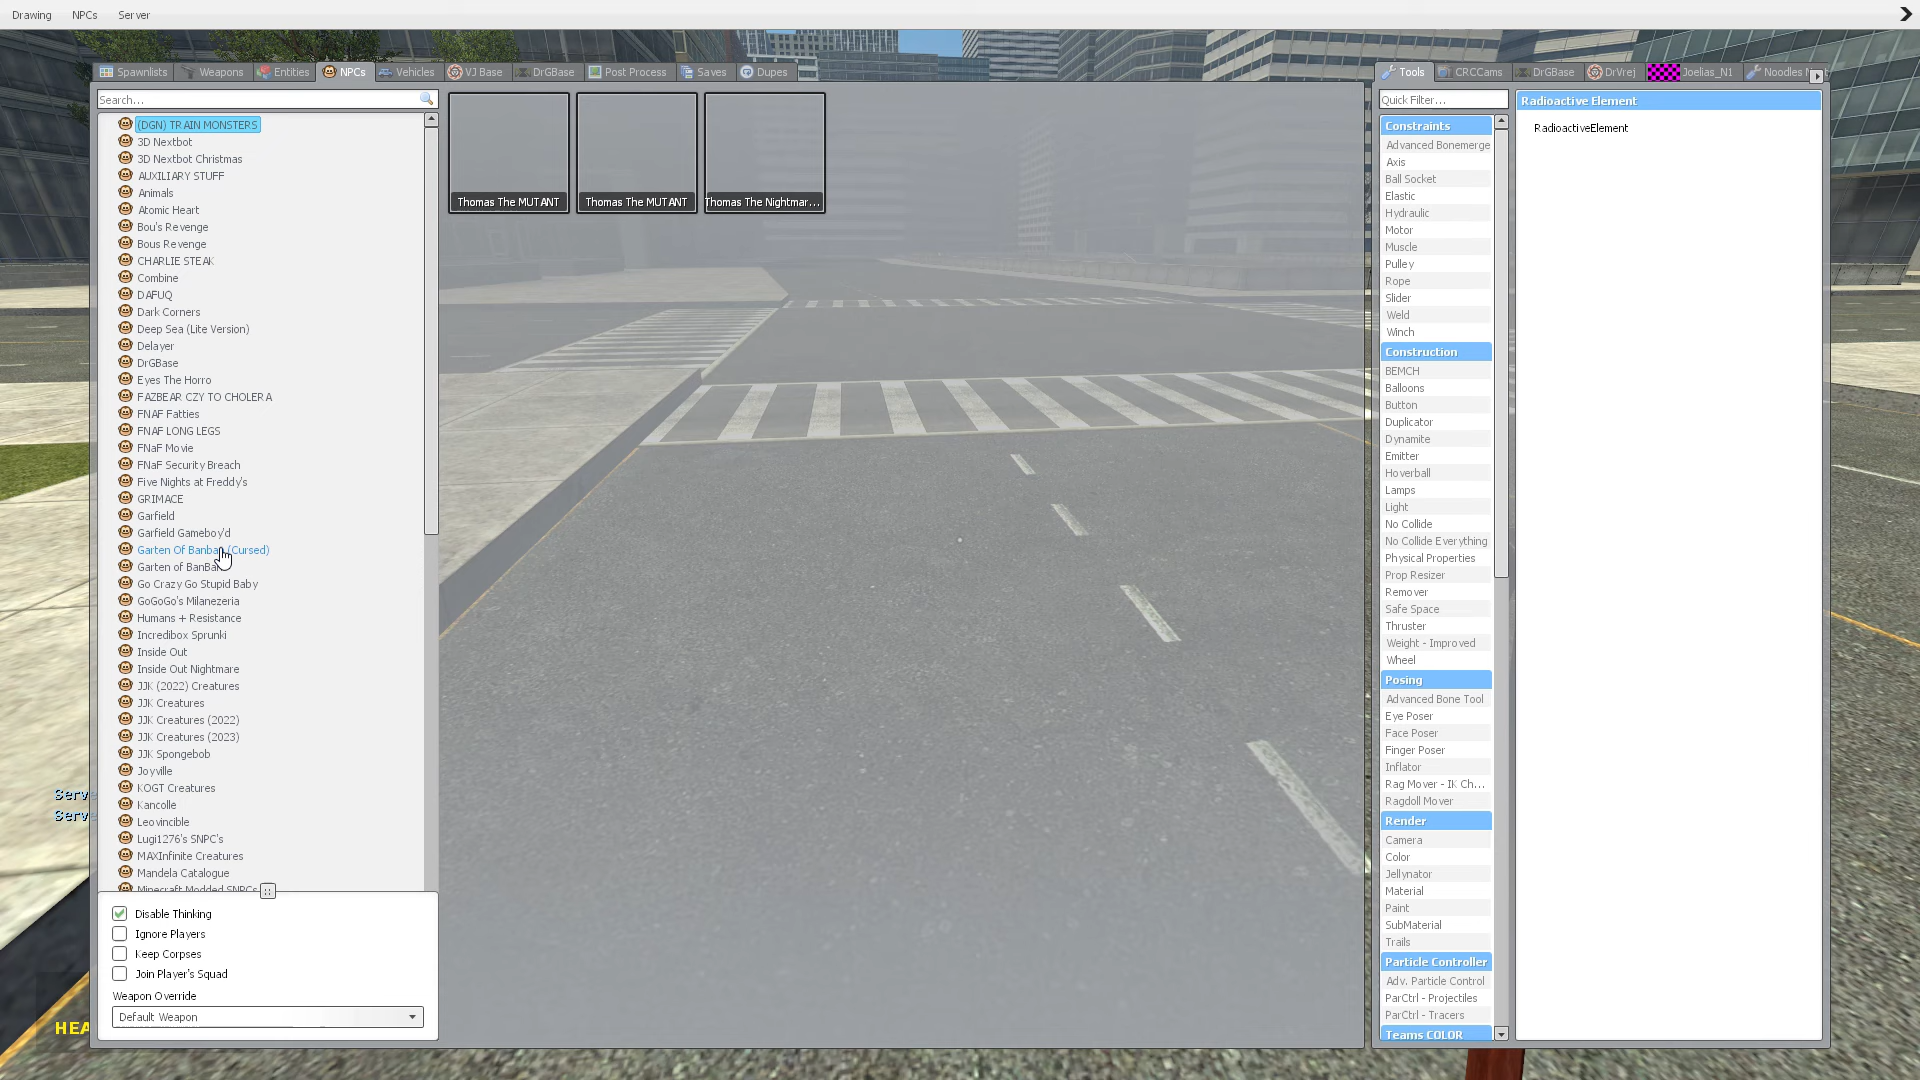 Drawing NPCs Server
Spawnlists Weapons Entities NPCs Vehicles VJ Base DrGBase Post Process Saves Dupes
Search...
(DGN) TRAIN MONSTERS
3D Nextbot
3D Nextbot Christmas
AUXILIARY STUFF
Animals
Atomic Heart
Bou's Revenge
Bous Revenge
CHARLIE STEAK
Combine
DAFUQ
Dark Corners
Deep Sea (Lite Version)
Delayer
DrGBase
Eyes The Horro
FAZBEAR CZY TO CHOLERA
FNAF Fatties
FNAF LONG LEGS
FNaF Movie
FNaF Security Breach
Five Nights at Freddy's
GRIMACE
Garfield
Garfield Gameboy'd
Garten Of Banban (Cursed)
Garten of BanBan
Go Crazy Go Stupid Baby
GoGoGo's Milanezeria
Humans + Resistance
Incredibox Sprunki
Inside Out
Inside Out Nightmare
JJK (2022) Creatures
JJK Creatures
JJK Creatures (2022)
JJK Creatures (2023)
JJK Spongebob
Joyville
KOGT Creatures
Kancolle
Leovincible
Lugi1276's SNPC's
MAXInfinite Creatures
Mandela Catalogue
Minecraft Modded SNPCs
Disable Thinking
Ignore Players
Keep Corpses
Join Player's Squad
Weapon Override
Default Weapon
Thomas The MUTANT
Thomas The MUTANT
Thomas The Nightmar...
Serv
Serv
HEA
Tools CRCCams DrGBase DrVrej Joelias_N1 Noodles
Quick Filter...
Constraints
Advanced Bonemerge
Axis
Ball Socket
Elastic
Hydraulic
Motor
Muscle
Pulley
Rope
Slider
Weld
Winch
Construction
BEMCH
Balloons
Button
Duplicator
Dynamite
Emitter
Hoverball
Lamps
Light
No Collide
No Collide Everything
Physical Properties
Prop Resizer
Remover
Safe Space
Thruster
Weight - Improved
Wheel
Posing
Advanced Bone Tool
Eye Poser
Face Poser
Finger Poser
Inflator
Rag Mover - IK Ch...
Ragdoll Mover
Render
Camera
Color
Jellynator
Material
Paint
SubMaterial
Trails
Particle Controller
Adv. Particle Control
ParCtrl - Projectiles
ParCtrl - Tracers
Teams COLOR
Radioactive Element
RadioactiveElement